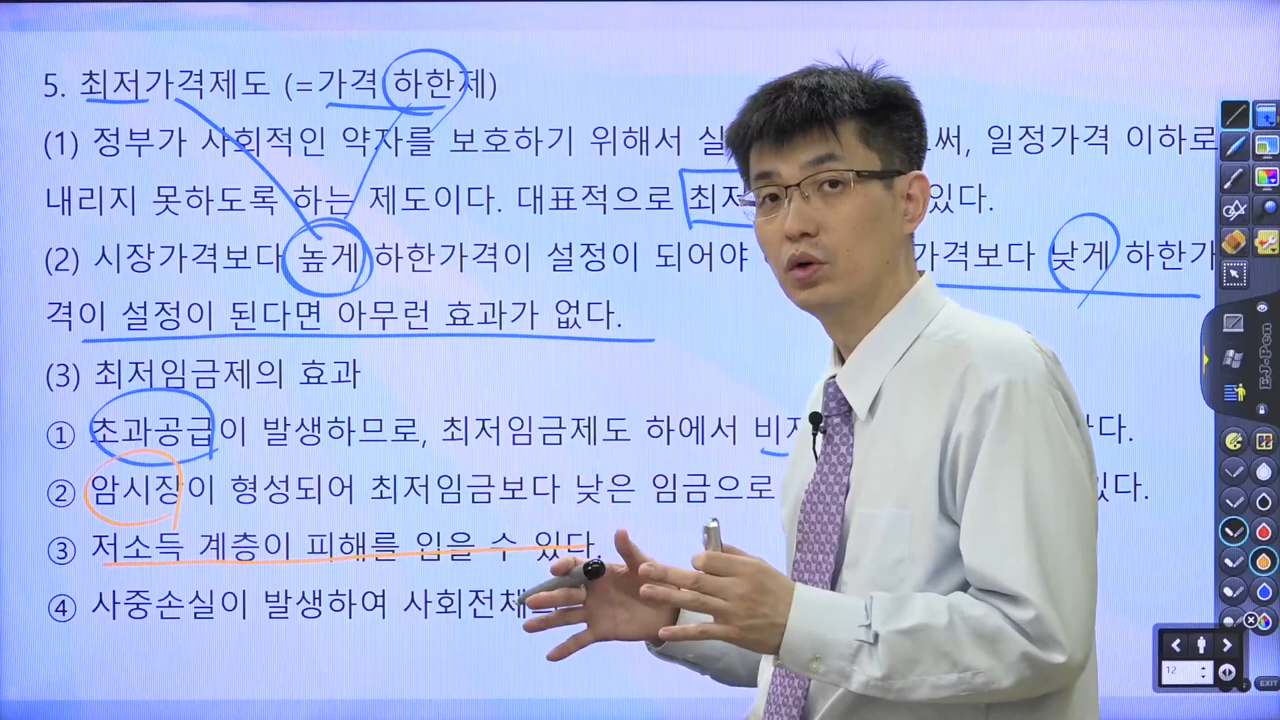 5. 최저가격제도 (=가격 하한제)
(1) 정부가 사회적인 약자를 보호하기 위해서 일정가격 이하로
내리지 못하도록 하는 제도이다. 대표적으로 있다.
(2) 시장가격보다 높게 하한가격이 설정이 되어야 가격보다 낮게 하한가
격이 설정이 된다면 아무런 효과가 없다.
(3) 최저임금제의 효과
① 초과공급이 발생하므로, 최저임금제도 하에서
② 암시장이 형성되어 최저임금보다 낮은 임금으로 있다.
③ 저소득 계층이 피해를 입을 수 있다.
④ 사중손실이 발생하여 사회전체
EJ-Pen
12
EXIT